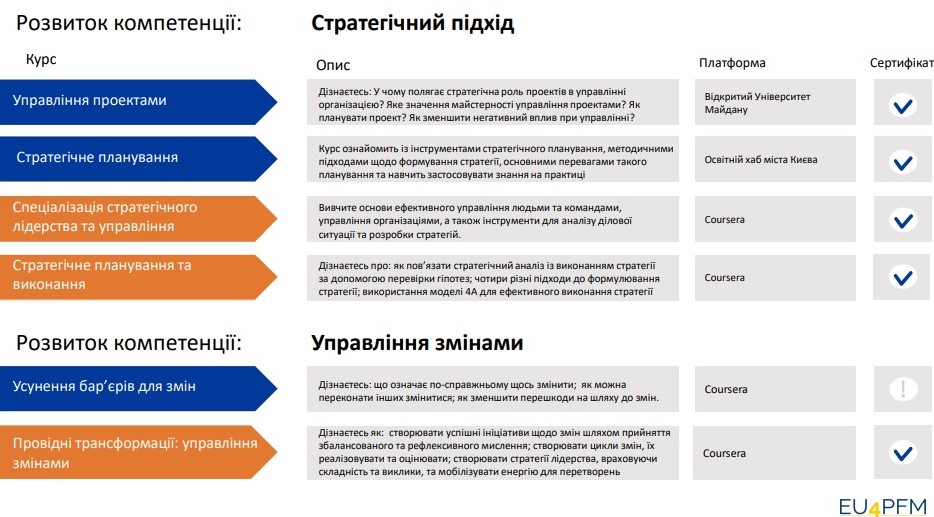 Розвиток компетенції:
Стратегічний підхід
Курс
Опис
Платформа
Сертифікат
Управління проектами
Дізнаєтесь: У чому полягає стратегічна роль проектів в управлінні
організацією? Яке значення майстерності управління проектами? Як
планувати проект? Як зменшити негативний вплив при управлінні?
Відкритий Університет
Майдану
Стратегічне планування
Курс ознайомить із інструментами стратегічного планування, методичними
підходами щодо формування стратегії, основними перевагами такого
планування та навчить застосовувати знання на практиці
Освітній хаб міста Києва
Спеціалізація стратегічного
лідерства та управління
Вивчите основи ефективного управління людьми та командами,
управління організаціями, а також інструменти для аналізу ділової
ситуації та розробки стратегій.
Coursera
Стратегічне планування та
виконання
Дізнаєтесь про: як пов’язати стратегічний аналіз із виконанням стратегії
за допомогою перевірки гіпотез; чотири різні підходи до формулювання
стратегії; використання моделі 4А для ефективного виконання стратегії
Coursera
Розвиток компетенції:
Управління змінами
Усунення бар’єрів для змін
Дізнаєтесь: що означає по-справжньому щось змінити;  як можна
переконати інших змінитися; як зменшити перешкоди на шляху до змін.
Coursera
Провідні трансформації: управління
змінами
Дізнаєтесь як:  створювати успішні ініціативи щодо змін шляхом прийняття
збалансованого та рефлексивного мислення; створювати цикли змін, їх
реалізовувати та оцінювати; створювати стратегії лідерства, враховуючи
складність та виклики, та мобілізувати енергію для перетворень
Coursera
EU4PFM